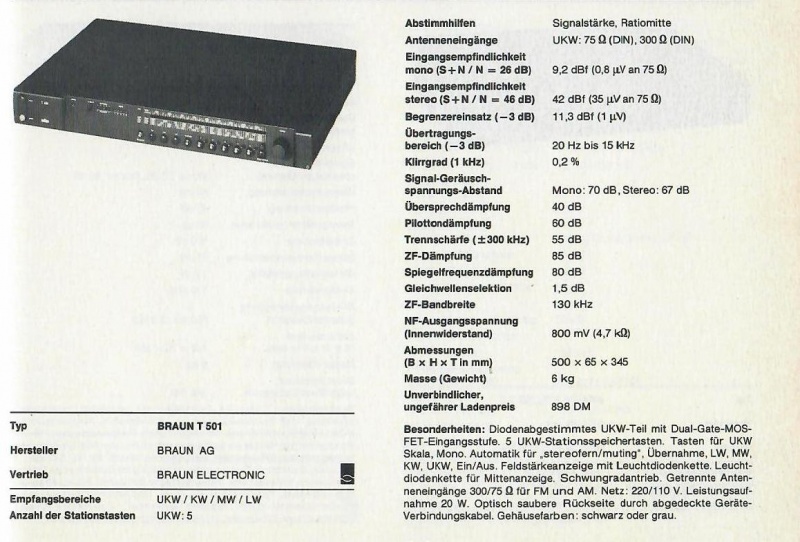 Typ BRAUN T 501
Hersteller BRAUN AG
Vertrieb BRAUN ELECTRONIC
Empfangsbereiche UKW / KW / MW / LW
Anzahl der Stationstasten UKW: 5
Abstimmhilfen Signalstärke, Ratiomitte
Antenneneingänge UKW: 75 Ω (DIN), 300 Ω (DIN)
Eingangsempfindlichkeit
mono (S+N / N = 26 dB) 9,2 dBf (0,8 µV an 75 Ω)
Eingangsempfindlichkeit
stereo (S+N / N = 46 dB) 42 dBf (35 µV an 75 Ω)
Begrenzereinsatz (−3 dB) 11,3 dBf (1 µV)
Übertragungs-
bereich (−3 dB) 20 Hz bis 15 kHz
Klirrgrad (1 kHz) 0,2 %
Signal-Geräusch-
spannungs-Abstand Mono: 70 dB, Stereo: 67 dB
Übersprechdämpfung 40 dB
Pilottondämpfung 60 dB
Trennschärfe (±300 kHz) 55 dB
ZF-Dämpfung 85 dB
Spiegelfrequenzdämpfung 80 dB
Gleichwellenselektion 1,5 dB
ZF-Bandbreite 130 kHz
NF-Ausgangsspannung
(Innenwiderstand) 800 mV (4,7 kΩ)
Abmessungen
(B × H × T in mm) 500 × 65 × 345
Masse (Gewicht) 6 kg
Unverbindlicher,
ungefährer Ladenpreis 898 DM
Besonderheiten: Diodenabgestimmtes UKW-Teil mit Dual-Gate-MOS-
FET-Eingangsstufe. 5 UKW-Stationsspeichertasten. Tasten für UKW
Skala, Mono. Automatik für „stereofern/muting", Übernahme, LW, MW,
KW, UKW, Ein/Aus. Feldstärkeanzeige mit Leuchtdiodenkette. Leucht-
diodenkette für Mittenanzeige. Schwungradantrieb. Getrennte Anten-
neneingänge 300/75 Ω für FM und AM. Netz: 220/110 V. Leistungsauf-
nahme 20 W. Optisch saubere Rückseite durch abgedeckte Geräte-
Verbindungskabel. Gehäusefarben: schwarz oder grau.